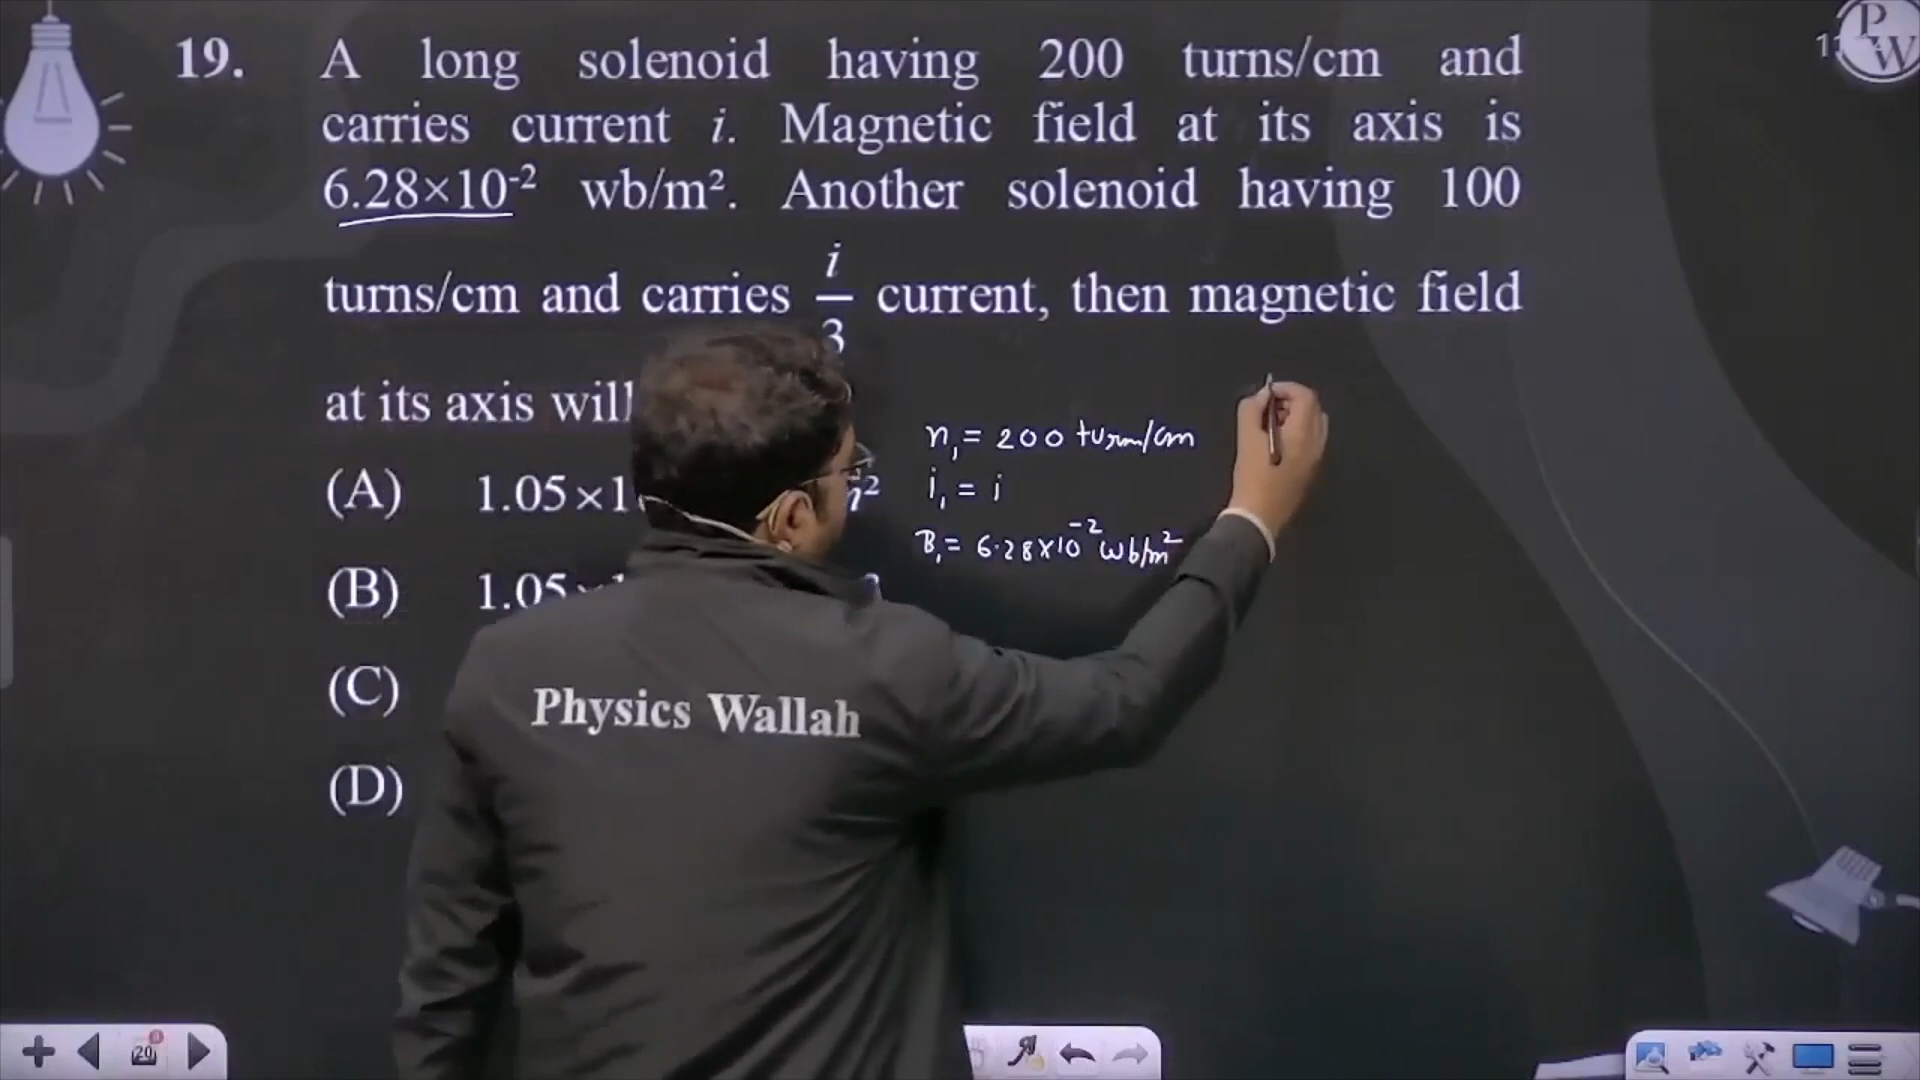 19. A long solenoid having 200 turns/cm and
carries current i. Magnetic field at its axis is
6.28×10⁻² wb/m². Another solenoid having 100
turns/cm and carries i/3 current, then magnetic field
at its axis will
(A) 1.05×1
(B) 1.05×1
(C)
(D)
n₁ = 200 turn/cm
i₁ = i
B₁ = 6.28×10⁻² wb/m²
Physics Wallah
PW
20